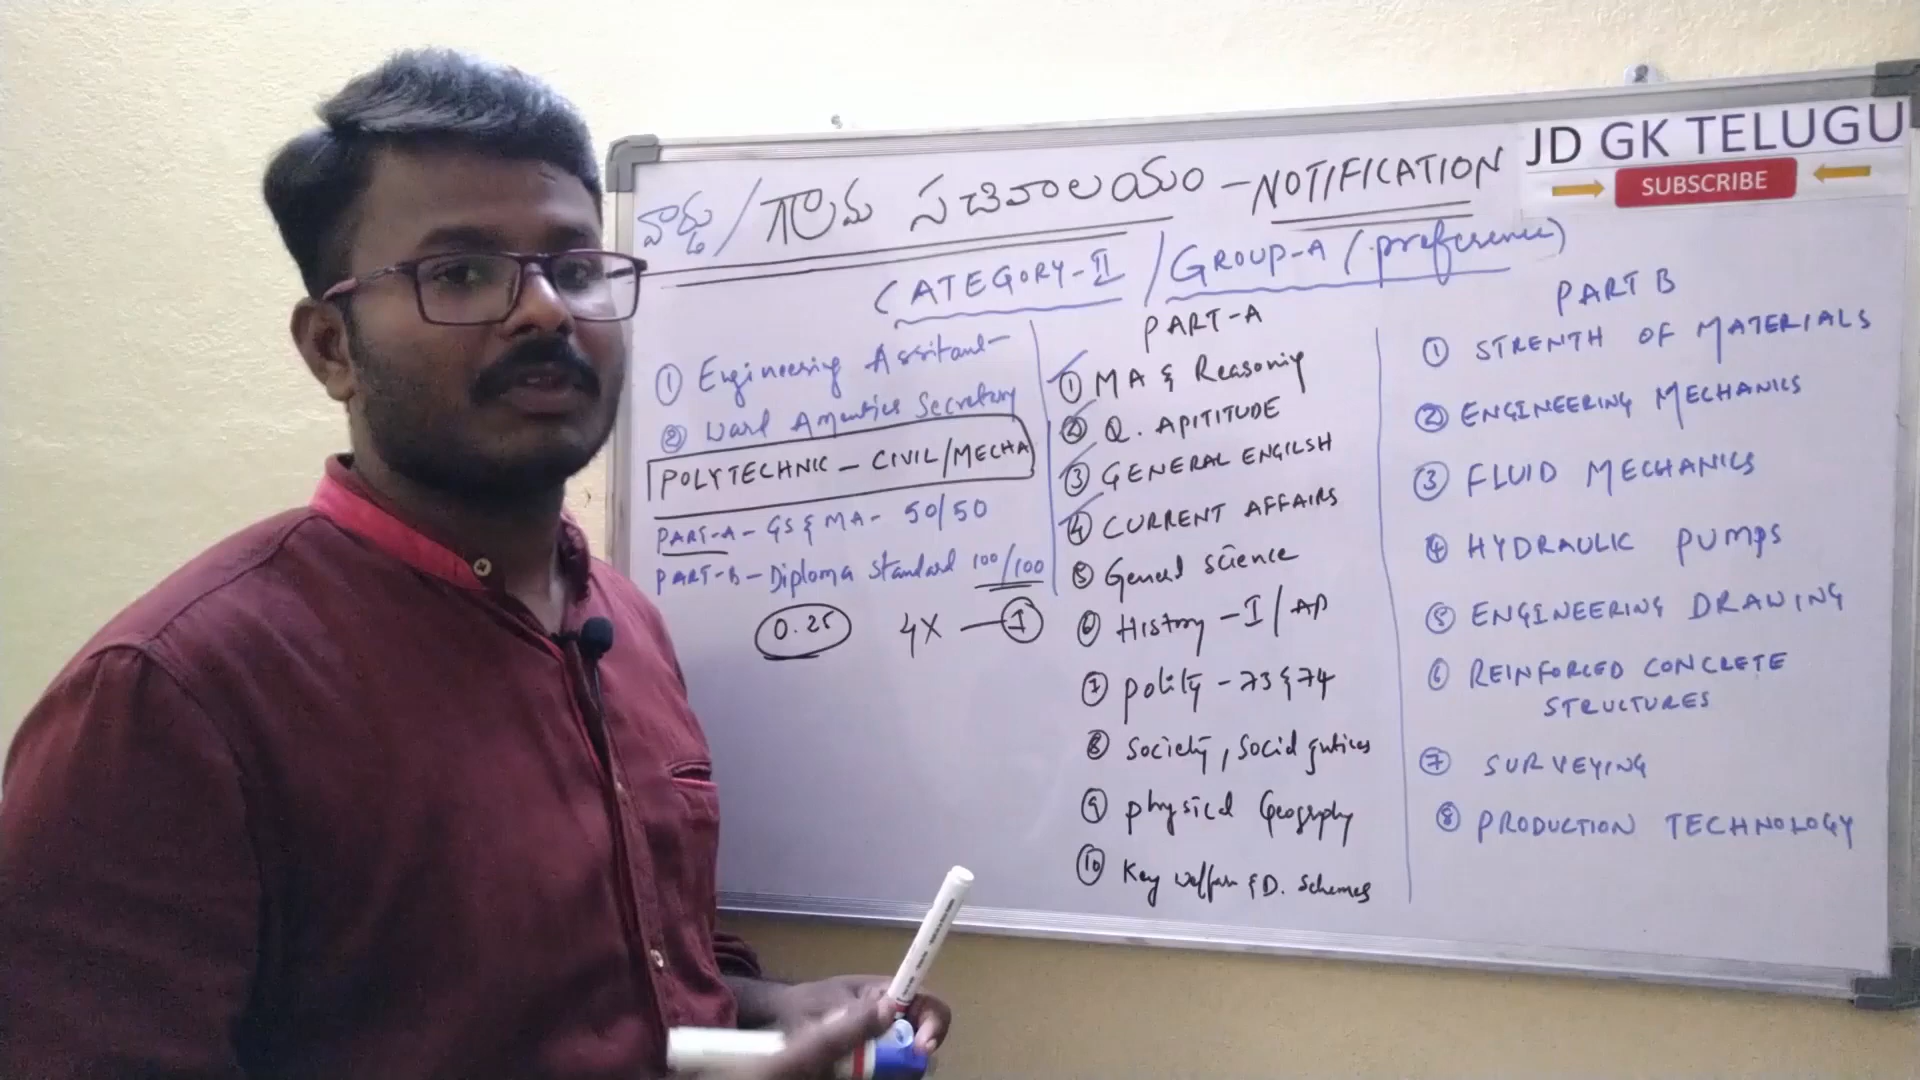 JD GK TELUGU
SUBSCRIBE
వార్డు / గ్రామ సచివాలయం - NOTIFICATION
CATEGORY-II / GROUP-A (preference)
① Engineering Assitant
② Ward Amenties Secretary
POLYTECHNIC - CIVIL/MECHA
PART-A - GS & MA - 50/50
PART-B - Diploma Standard 100/100
0.25 4X — 1
PART-A
① MA & Reasoning
② Q. APITITUDE
③ GENERAL ENGILSH
④ CURRENT AFFAIRS
⑤ General science
⑥ History - I / AP
⑦ polity - 73 & 74
⑧ Society, Social
⑨ physical Geography
⑩ Key welfare & D. Schemes
PART B
① STRENTH OF MATERIALS
② ENGINEERING MECHANICS
③ FLUID MECHANICS
④ HYDRAULIC PUMPS
⑤ ENGINEERING DRAWING
⑥ REINFORCED CONCRETE
STRUCTURES
⑦ SURVEYING
⑧ PRODUCTION TECHNOLOGY